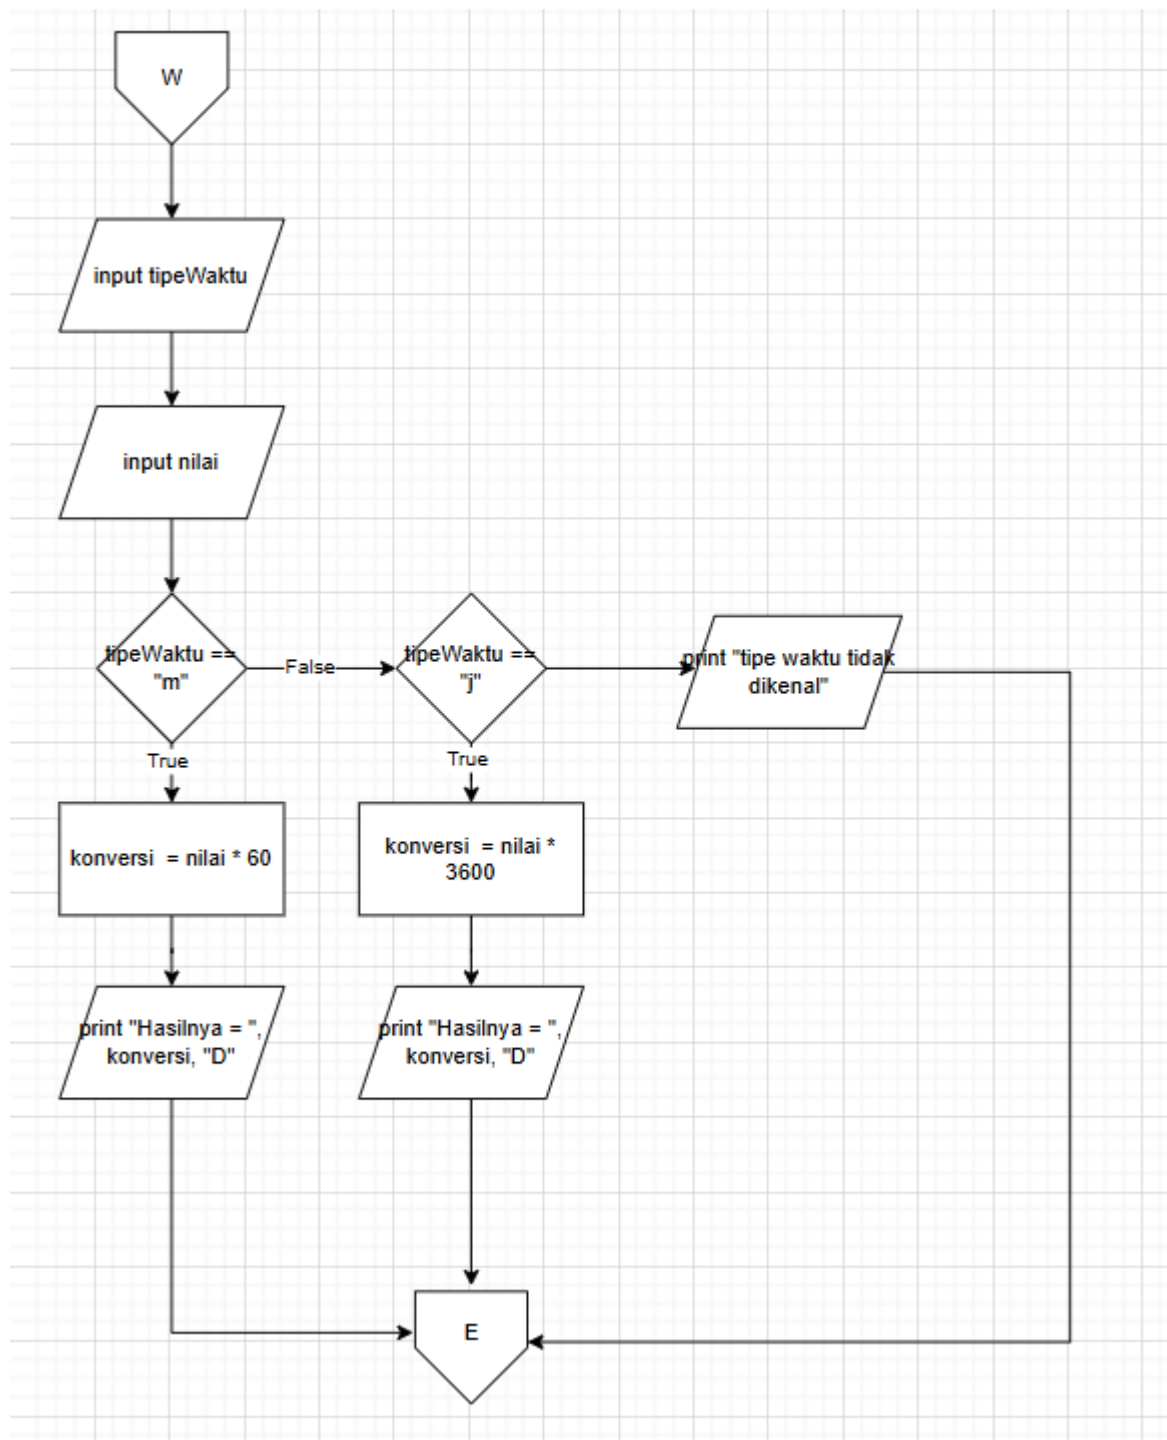 W
input tipeWaktu
input nilai
tipeWaktu ==
"m"
False
tipeWaktu ==
"j"
print "tipe waktu tidak
dikenal"
True
True
konversi  = nilai * 60
konversi  = nilai *
3600
print "Hasilnya = ",
konversi, "D"
print "Hasilnya = ",
konversi, "D"
E